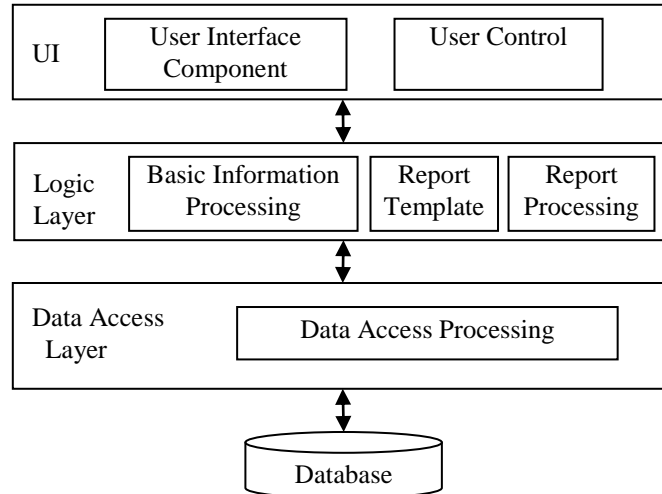 UI
User Interface
Component
User Control
Logic
Layer
Basic Information
Processing
Report
Template
Report
Processing
Data Access
Layer
Data Access Processing
Database